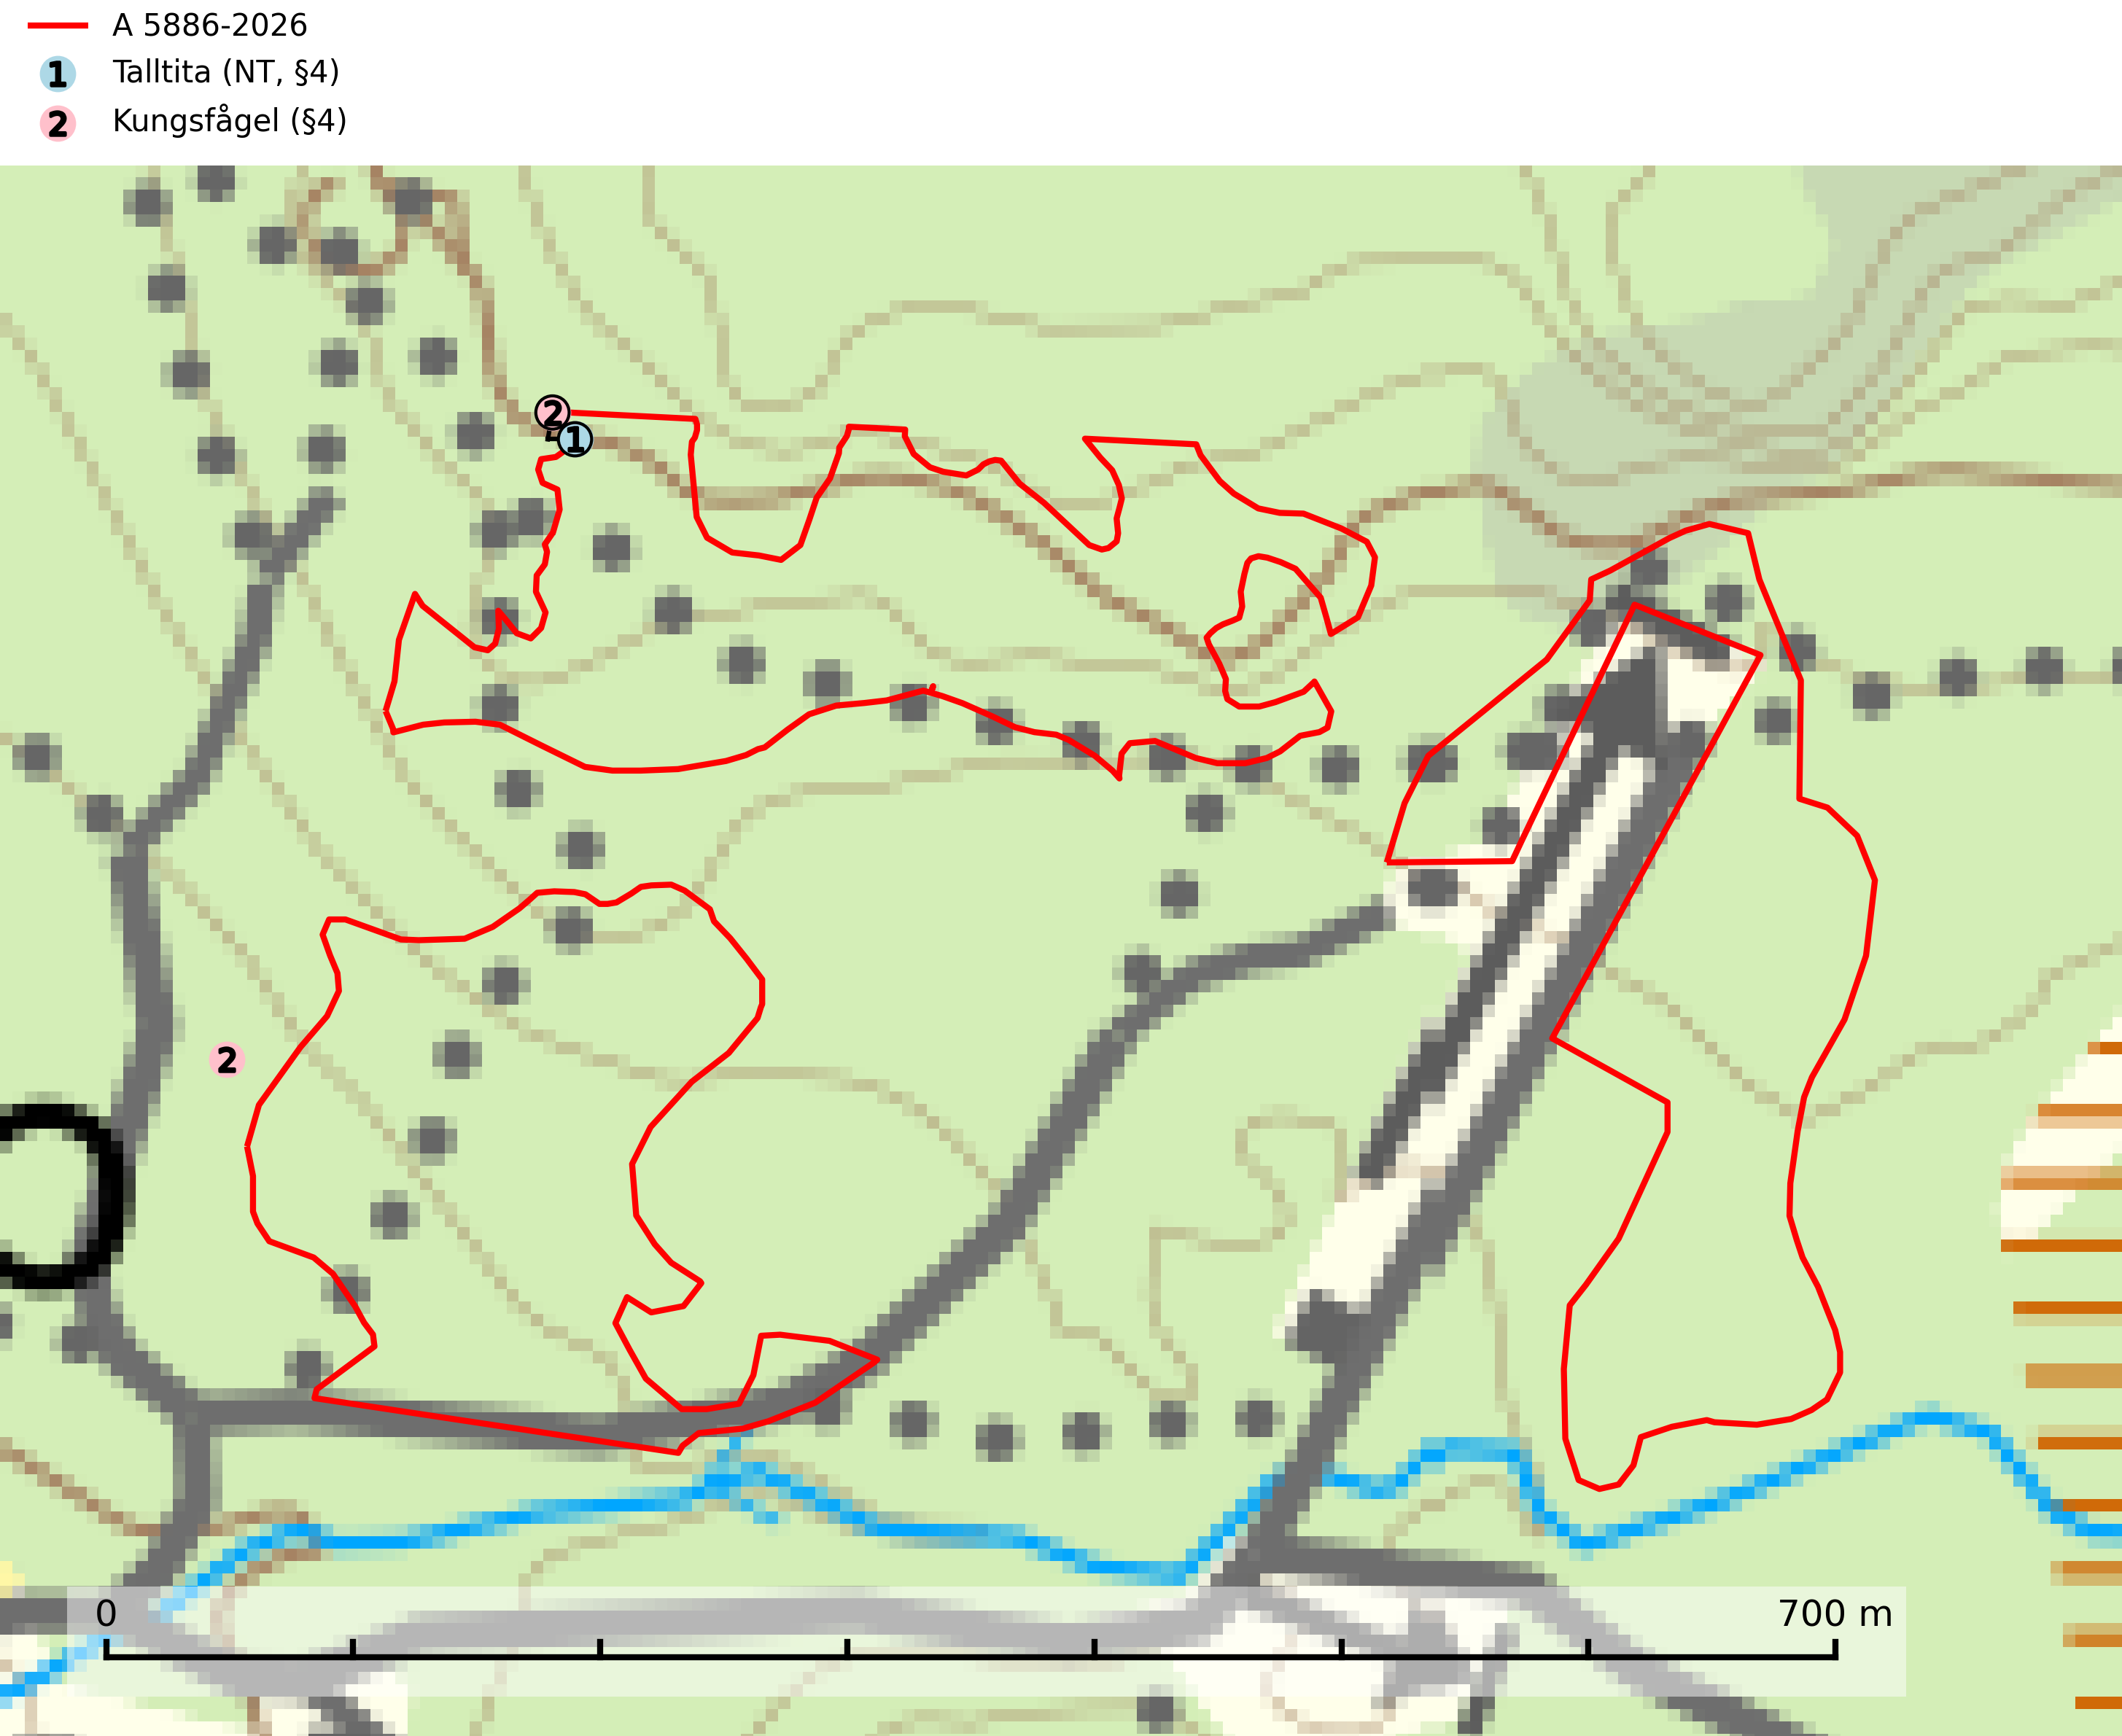 A 5886-2026
1 Talltita (NT, §4)
2 Kungsfågel (§4)
2
1
2
0 700 m